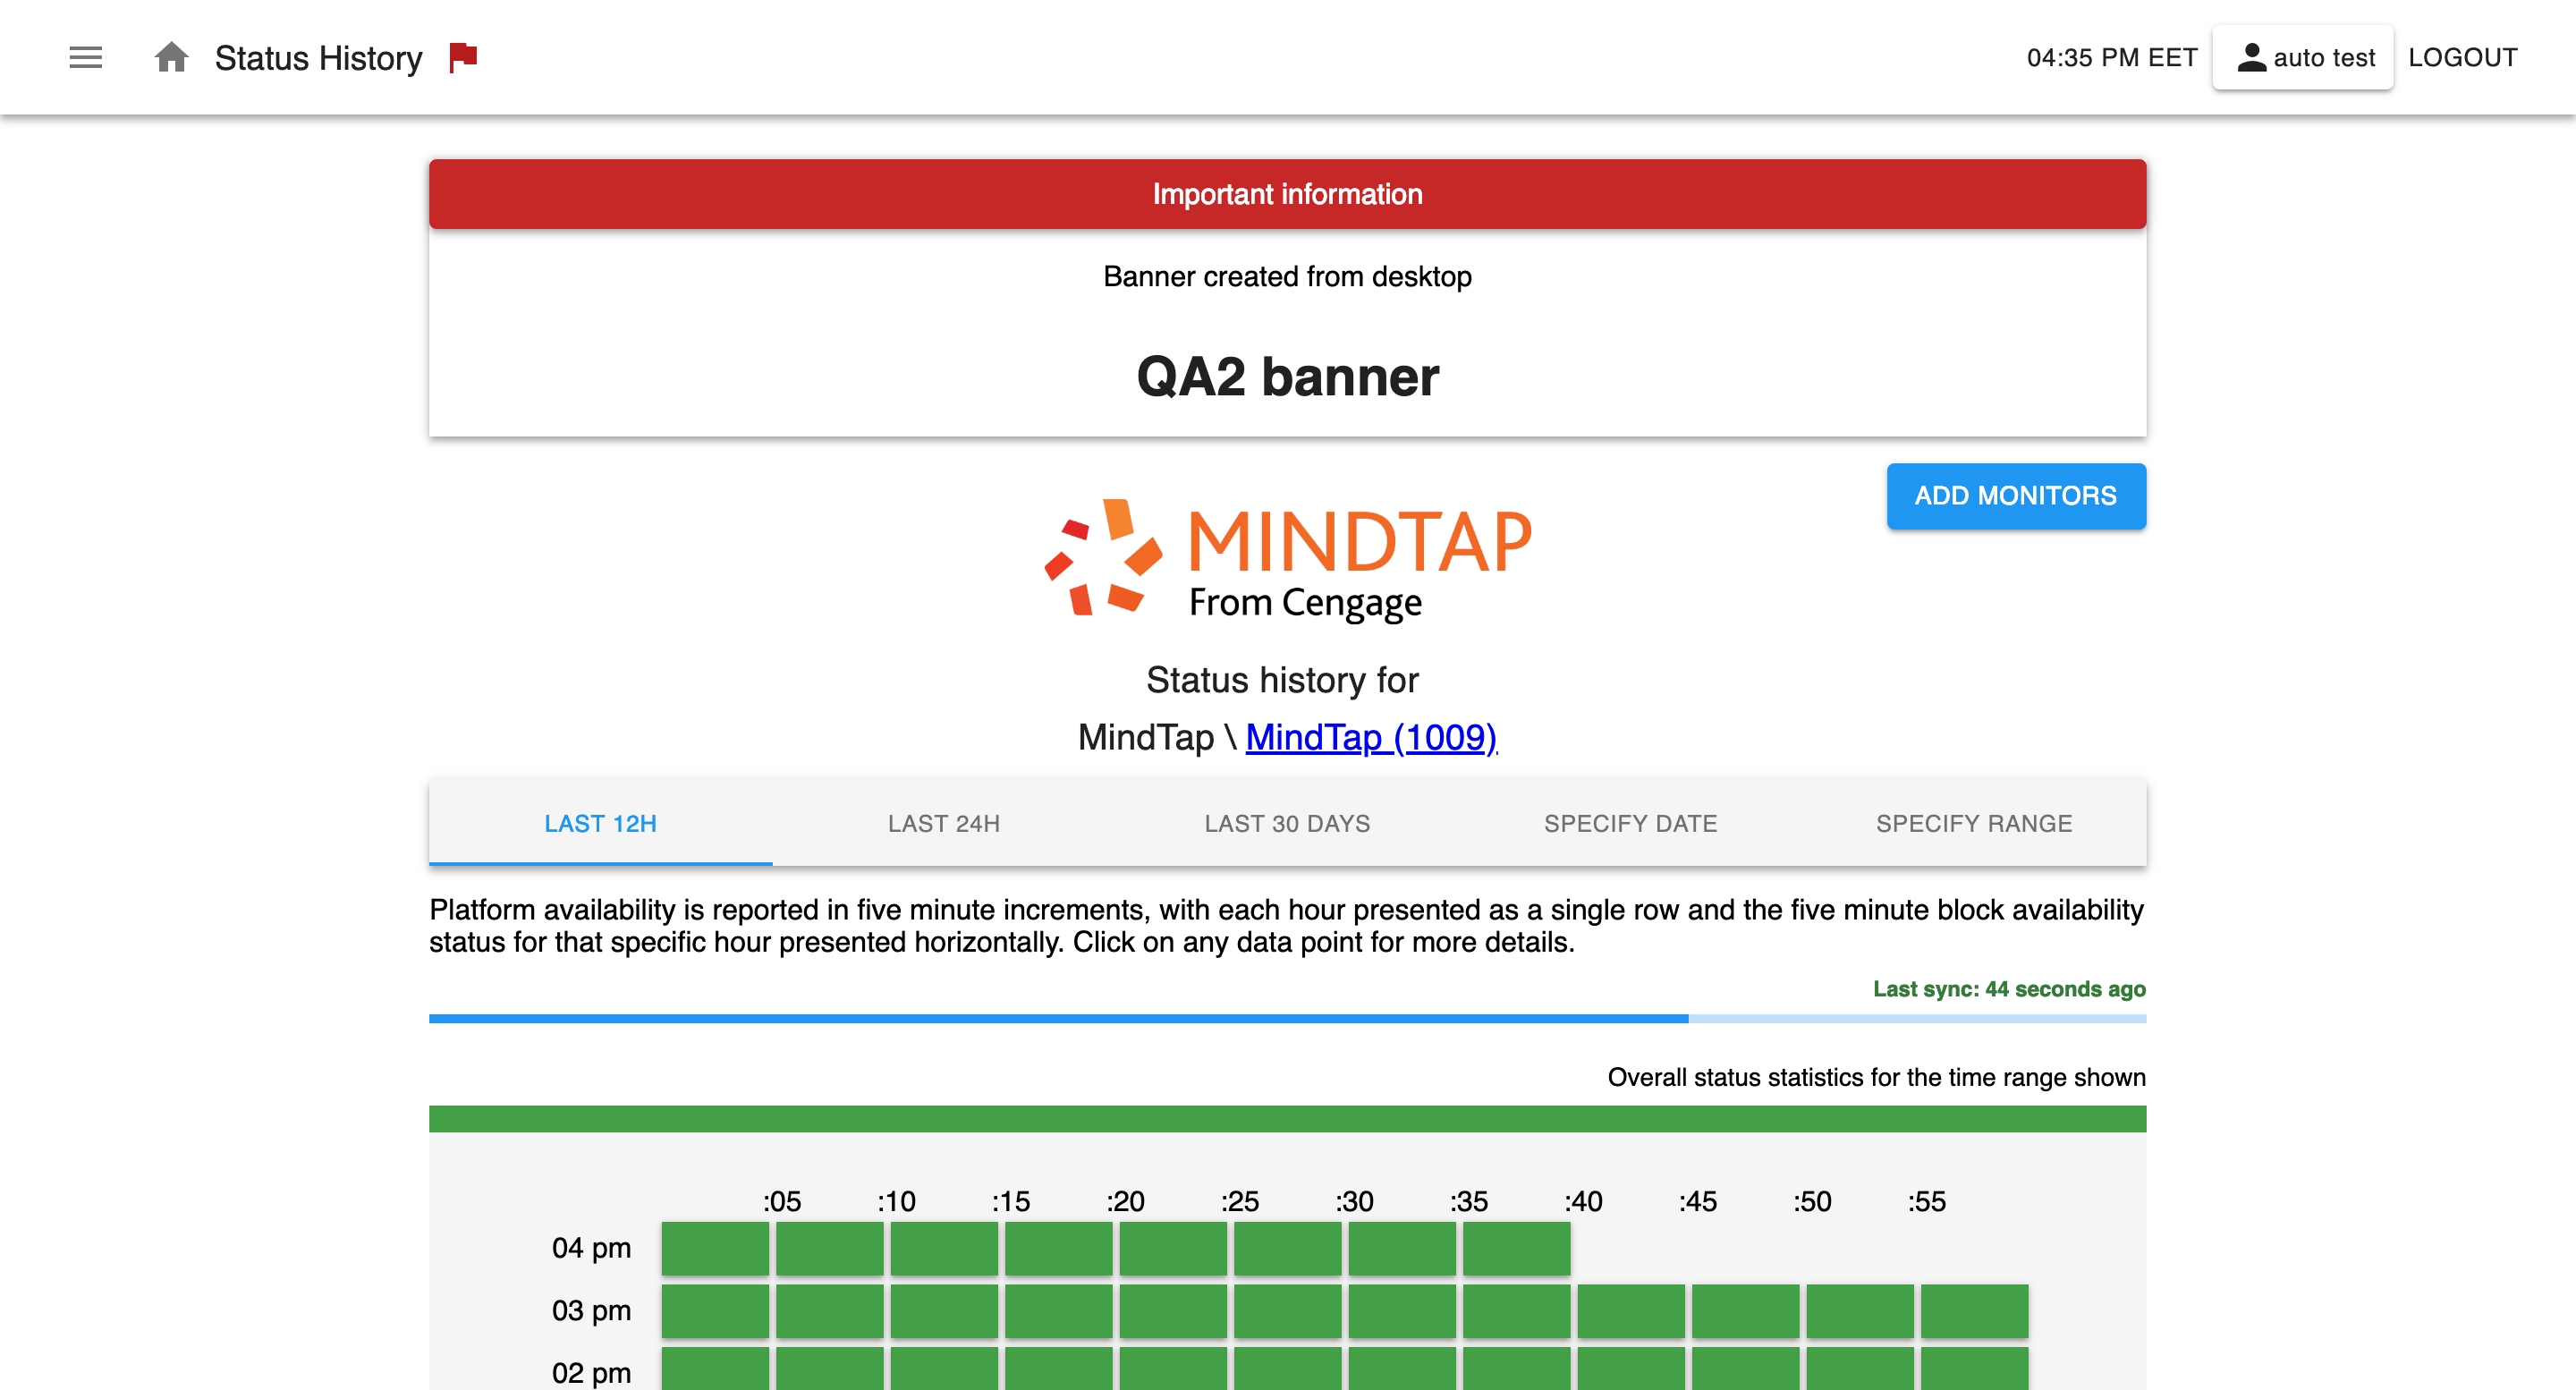 Status History
04:35 PM EET
auto test
LOGOUT
Important information
Banner created from desktop
QA2 banner
ADD MONITORS
MINDTAP
From Cengage
Status history for
MindTap \ MindTap (1009)
LAST 12H
LAST 24H
LAST 30 DAYS
SPECIFY DATE
SPECIFY RANGE
Platform availability is reported in five minute increments, with each hour presented as a single row and the five minute block availability
status for that specific hour presented horizontally. Click on any data point for more details.
Last sync: 44 seconds ago
Overall status statistics for the time range shown
:05 :10 :15 :20 :25 :30 :35 :40 :45 :50 :55
04 pm
03 pm
02 pm